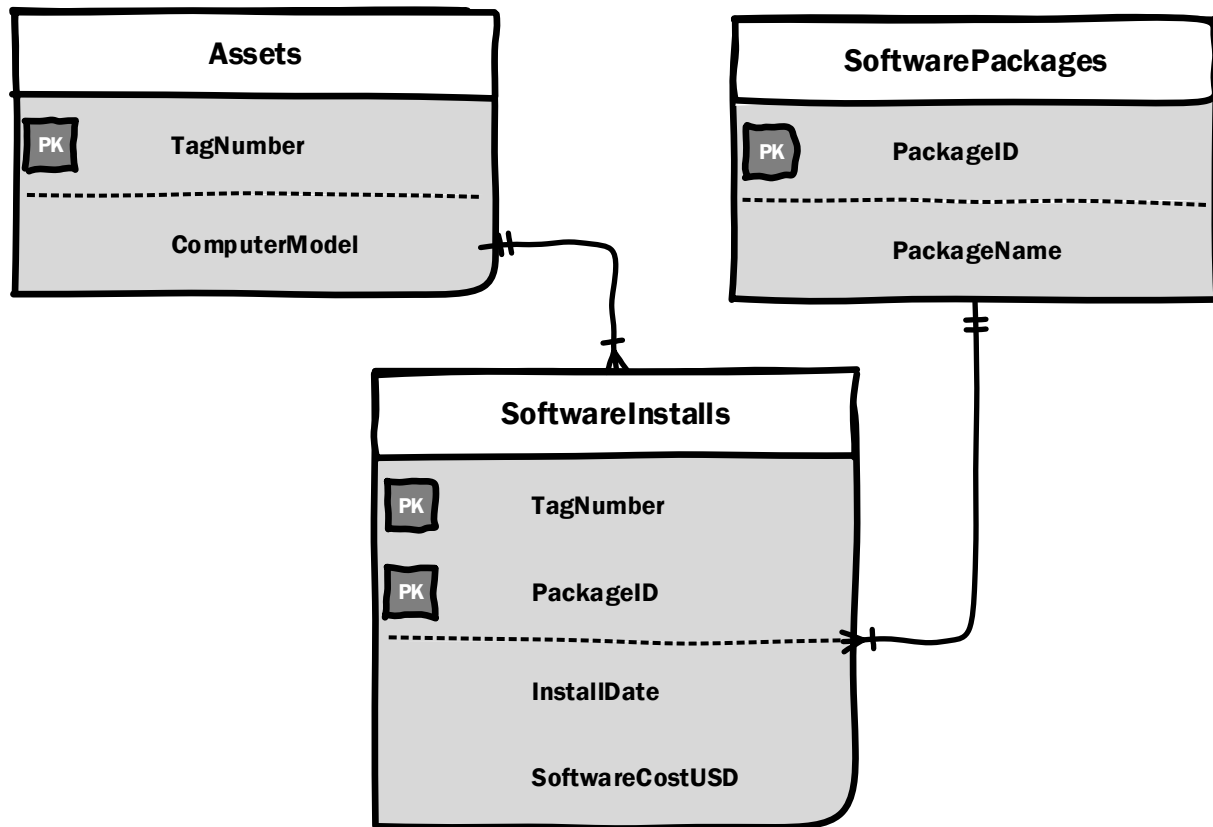 Assets
PK TagNumber
ComputerModel
SoftwarePackages
PK PackageID
PackageName
SoftwareInstalls
PK TagNumber
PK PackageID
InstallDate
SoftwareCostUSD